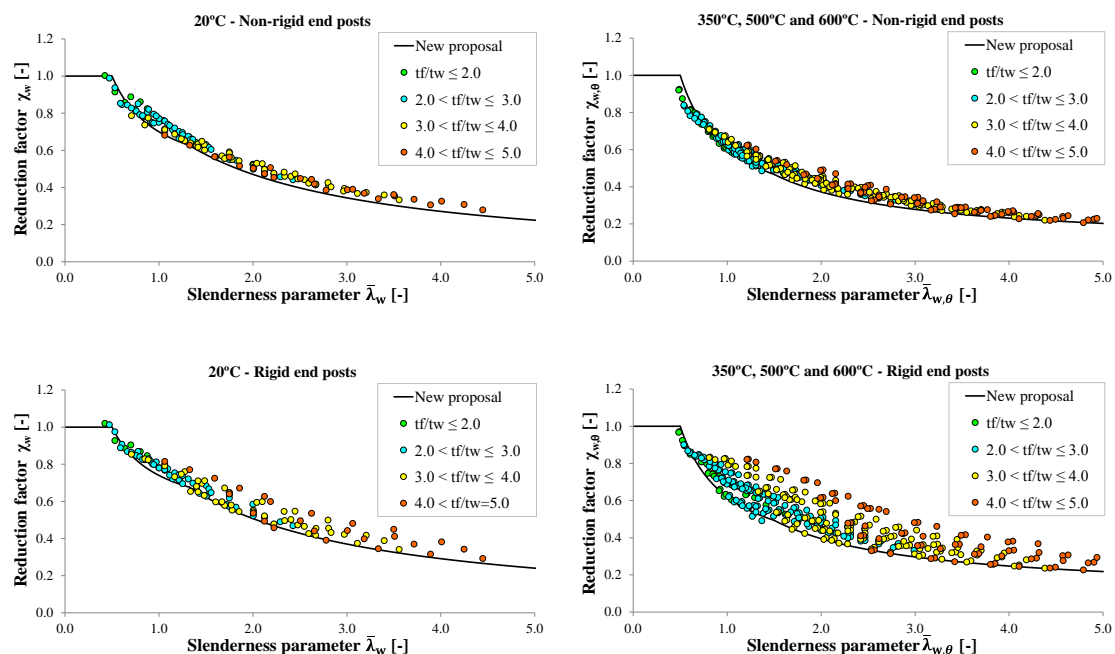 20ºC - Non-rigid end posts
Reduction factor χw [-]
1.2
1.0
0.8
0.6
0.4
0.2
0.0
New proposal
tf/tw ≤ 2.0
2.0 < tf/tw ≤ 3.0
3.0 < tf/tw ≤ 4.0
4.0 < tf/tw ≤ 5.0
0.0 1.0 2.0 3.0 4.0 5.0
Slenderness parameter λ̅w [-]
350ºC, 500ºC and 600ºC - Non-rigid end posts
Reduction factor χw,θ [-]
1.2
1.0
0.8
0.6
0.4
0.2
0.0
New proposal
tf/tw ≤ 2.0
2.0 < tf/tw ≤ 3.0
3.0 < tf/tw ≤ 4.0
4.0 < tf/tw ≤ 5.0
0.0 1.0 2.0 3.0 4.0 5.0
Slenderness parameter λ̅w,θ [-]
20ºC - Rigid end posts
Reduction factor χw [-]
1.2
1.0
0.8
0.6
0.4
0.2
0.0
New proposal
tf/tw ≤ 2.0
2.0 < tf/tw ≤ 3.0
3.0 < tf/tw ≤ 4.0
4.0 < tf/tw=5.0
0.0 1.0 2.0 3.0 4.0 5.0
Slenderness parameter λ̅w [-]
350ºC, 500ºC and 600ºC - Rigid end posts
Reduction factor χw,θ [-]
1.2
1.0
0.8
0.6
0.4
0.2
0.0
New proposal
tf/tw ≤ 2.0
2.0 < tf/tw ≤ 3.0
3.0 < tf/tw ≤ 4.0
4.0 < tf/tw ≤ 5.0
0.0 1.0 2.0 3.0 4.0 5.0
Slenderness parameter λ̅w,θ [-]